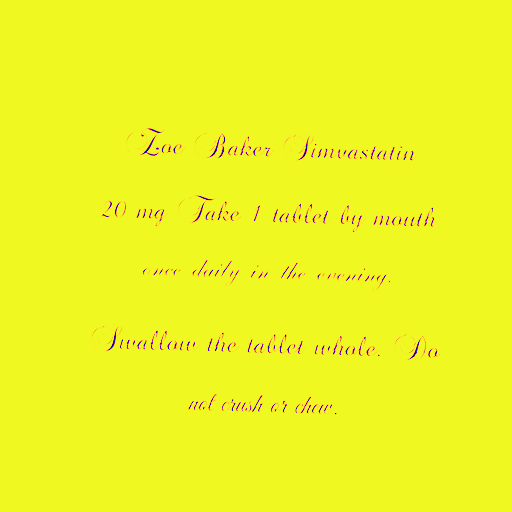 Zoe Baker Simvastatin
20 mg Take 1 tablet by mouth
once daily in the evening.
Swallow the tablet whole. Do
not crush or chew.